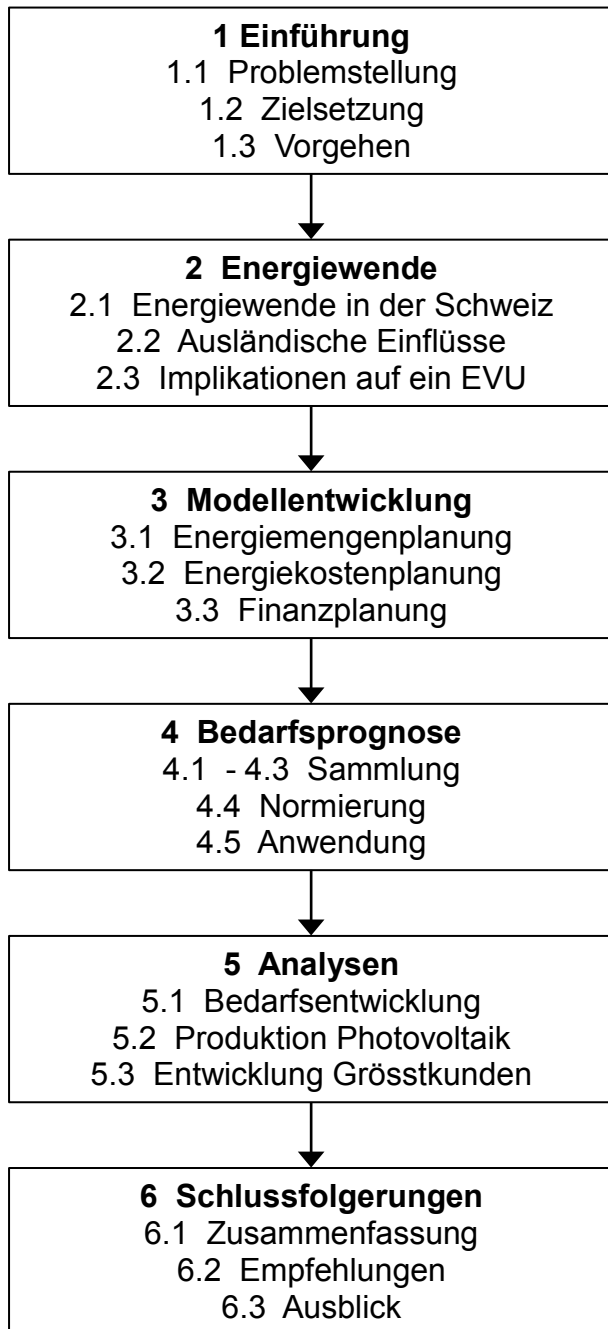 1 Einführung
1.1 Problemstellung
1.2 Zielsetzung
1.3 Vorgehen
2 Energiewende
2.1 Energiewende in der Schweiz
2.2 Ausländische Einflüsse
2.3 Implikationen auf ein EVU
3 Modellentwicklung
3.1 Energiemengenplanung
3.2 Energiekostenplanung
3.3 Finanzplanung
4 Bedarfsprognose
4.1 - 4.3 Sammlung
4.4 Normierung
4.5 Anwendung
5 Analysen
5.1 Bedarfsentwicklung
5.2 Produktion Photovoltaik
5.3 Entwicklung Grösstkunden
6 Schlussfolgerungen
6.1 Zusammenfassung
6.2 Empfehlungen
6.3 Ausblick